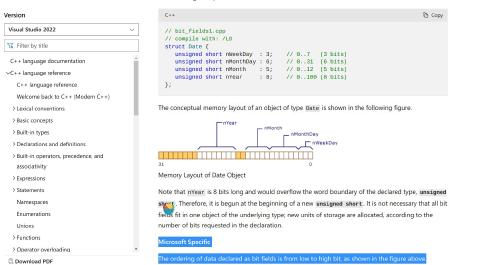 Version
Visual Studio 2022
Filter by title
C++ language documentation
C++ language reference
C++ language reference
Welcome back to C++ (Modern C++)
Lexical conventions
Basic concepts
Built-in types
Declarations and definitions
Built-in operators, precedence, and
associativity
Expressions
Statements
Namespaces
Enumerations
Unions
Functions
Operator overloading
Download PDF
C++
Copy
// bit_fields1.cpp
// compile with: /LD
struct Date {
unsigned short nWeekDay : 3; // 0..7 (3 bits)
unsigned short nMonthDay : 6; // 0..31 (6 bits)
unsigned short nMonth : 5; // 0..12 (5 bits)
unsigned short nYear : 8; // 0..100 (8 bits)
};
The conceptual memory layout of an object of type Date is shown in the following figure.
nYear
nMonth
nMonthDay
nWeekDay
31
0
Memory Layout of Date Object
Note that nYear is 8 bits long and would overflow the word boundary of the declared type, unsigned
short. Therefore, it is begun at the beginning of a new unsigned short. It is not necessary that all bit
fields fit in one object of the underlying type; new units of storage are allocated, according to the
number of bits requested in the declaration.
Microsoft Specific
The ordering of data declared as bit fields is from low to high bit, as shown in the figure above.